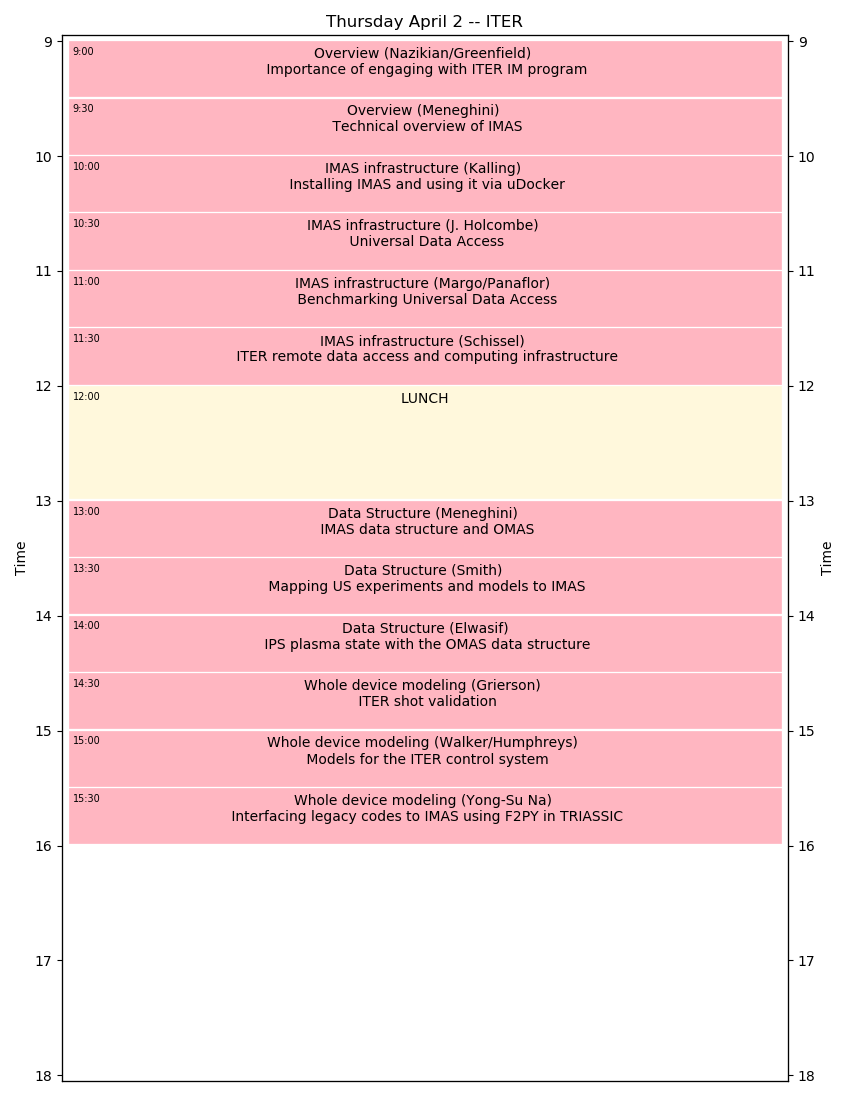 Thursday April 2 -- ITER
9
9
9:00
Overview (Nazikian/Greenfield)
Importance of engaging with ITER IM program
9:30
Overview (Meneghini)
Technical overview of IMAS
10
10
10:00
IMAS infrastructure (Kalling)
Installing IMAS and using it via uDocker
10:30
IMAS infrastructure (J. Holcombe)
Universal Data Access
11
11
11:00
IMAS infrastructure (Margo/Panaflor)
Benchmarking Universal Data Access
11:30
IMAS infrastructure (Schissel)
ITER remote data access and computing infrastructure
12
12
12:00
LUNCH
13
13
13:00
Data Structure (Meneghini)
IMAS data structure and OMAS
Time
Time
13:30
Data Structure (Smith)
Mapping US experiments and models to IMAS
14
14
14:00
Data Structure (Elwasif)
IPS plasma state with the OMAS data structure
14:30
Whole device modeling (Grierson)
ITER shot validation
15
15
15:00
Whole device modeling (Walker/Humphreys)
Models for the ITER control system
15:30
Whole device modeling (Yong-Su Na)
Interfacing legacy codes to IMAS using F2PY in TRIASSIC
16
16
17
17
18
18